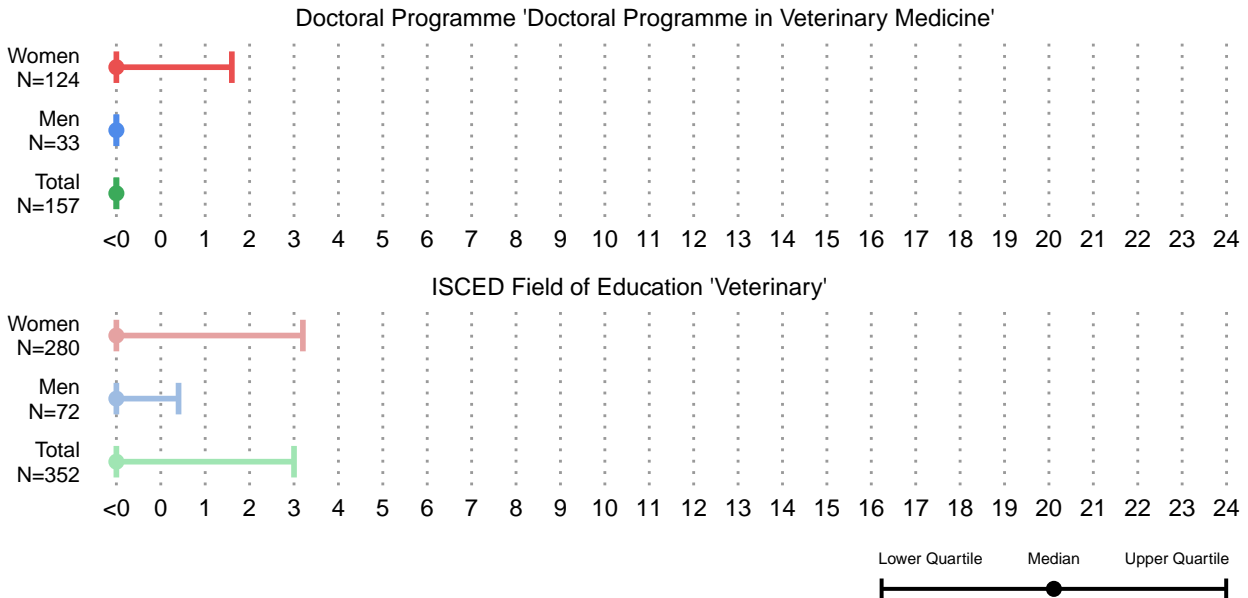 Doctoral Programme 'Doctoral Programme in Veterinary Medicine'
Women
N=124
Men
N=33
Total
N=157
<0 0 1 2 3 4 5 6 7 8 9 10 11 12 13 14 15 16 17 18 19 20 21 22 23 24
ISCED Field of Education 'Veterinary'
Women
N=280
Men
N=72
Total
N=352
<0 0 1 2 3 4 5 6 7 8 9 10 11 12 13 14 15 16 17 18 19 20 21 22 23 24
Lower Quartile Median Upper Quartile